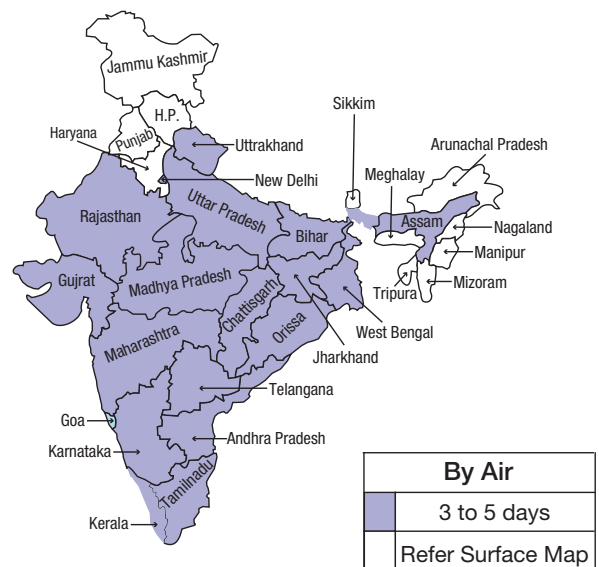 Jammu Kashmir
H.P.
Punjab
Haryana
Uttrakhand
New Delhi
Sikkim
Arunachal Pradesh
Meghalay
Rajasthan
Uttar Pradesh
Bihar
Assam
Nagaland
Manipur
Mizoram
Tripura
Gujrat
Madhya Pradesh
Chattisgarh
West Bengal
Jharkhand
Orissa
Maharashtra
Telangana
Goa
Andhra Pradesh
Karnataka
Tamilnadu
Kerala
By Air
3 to 5 days
Refer Surface Map